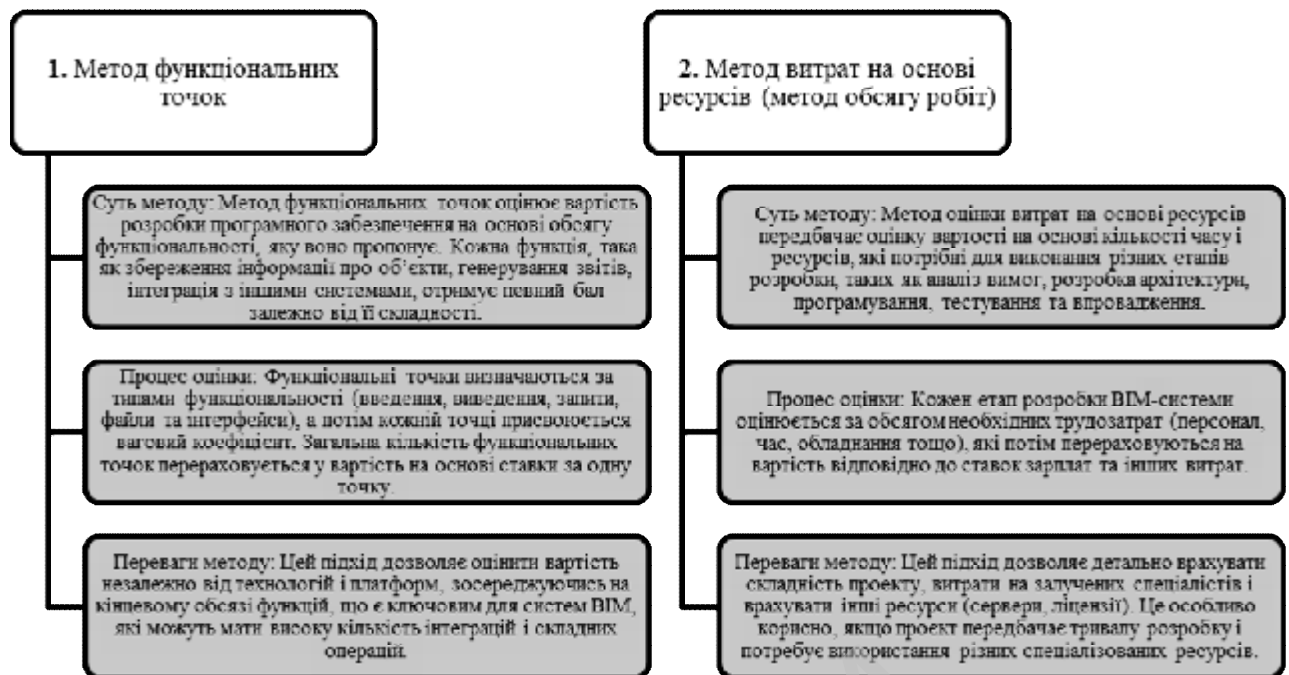 1. Метод функціональних
точок
Суть методу: Метод функціональних точок оцінює вартість
розробки програмного забезпечення на основі обсягу
функціональності, яку воно пропонує. Кожна функція, така
як збереження інформації про об’єкти, генерування звітів,
інтеграція з іншими системами, отримує певний бал
залежно від її складності.
Процес оцінки: Функціональні точки визначаються за
типами функціональності (введення, виведення, запити,
файли та інтерфейси), а потім кожній точці присвоюється
ваговий коефіцієнт. Загальна кількість функціональних
точок перераховується у вартість на основі ставки за одну
точку.
Переваги методу: Цей підхід дозволяє оцінити вартість
незалежно від технологій і платформ, зосереджуючись на
кінцевому обсязі функцій, що є ключовим для систем BIM,
які можуть мати високу кількість інтеграцій і складних
операцій.
2. Метод витрат на основі
ресурсів (метод обсягу робіт)
Суть методу: Метод оцінки витрат на основі ресурсів
передбачає оцінку вартості на основі кількості часу і
ресурсів, які потрібні для виконання різних етапів
розробки, таких як аналіз вимог, розробка архітектури,
програмування, тестування та впровадження.
Процес оцінки: Кожен етап розробки BIM-системи
оцінюється за обсягом необхідних трудозатрат (персонал,
час, обладнання тощо), які потім перераховуються на
вартість відповідно до ставок зарплат та інших витрат.
Переваги методу: Цей підхід дозволяє детально врахувати
складність проекту, витрати на залучених спеціалістів і
врахувати інші ресурси (сервери, ліцензії). Це особливо
корисно, якщо проект передбачає тривалу розробку і
потребує використання різних спеціалізованих ресурсів.